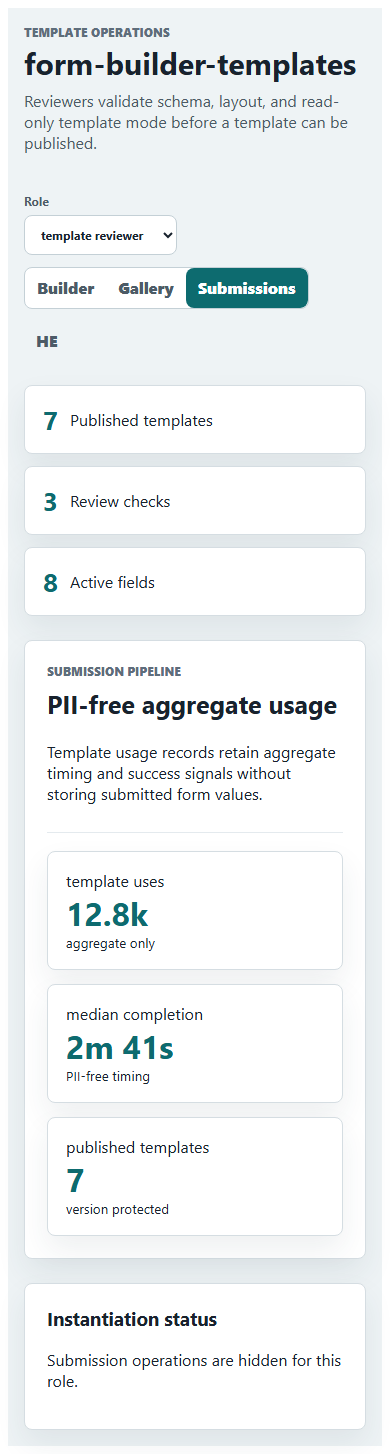 TEMPLATE OPERATIONS
form-builder-templates
Reviewers validate schema, layout, and read-
only template mode before a template can be
published.
Role
template reviewer
Builder Gallery Submissions
HE
7 Published templates
3 Review checks
8 Active fields
SUBMISSION PIPELINE
PII-free aggregate usage
Template usage records retain aggregate
timing and success signals without
storing submitted form values.
template uses
12.8k
aggregate only
median completion
2m 41s
PII-free timing
published templates
7
version protected
Instantiation status
Submission operations are hidden for this
role.